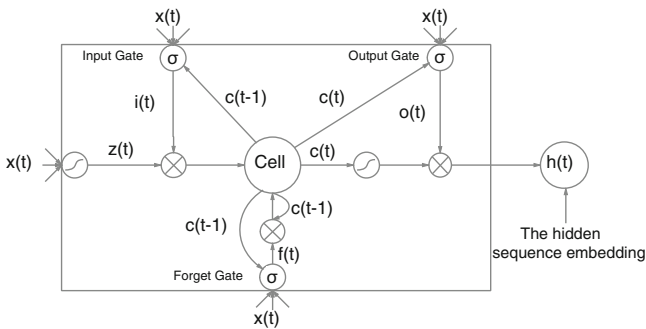 x(t)
x(t)
Input Gate
σ
Output Gate
σ
i(t)
c(t-1)
c(t)
o(t)
x(t)
z(t)
Cell
c(t)
h(t)
c(t-1)
c(t-1)
f(t)
The hidden
sequence embedding
Forget Gate
σ
x(t)